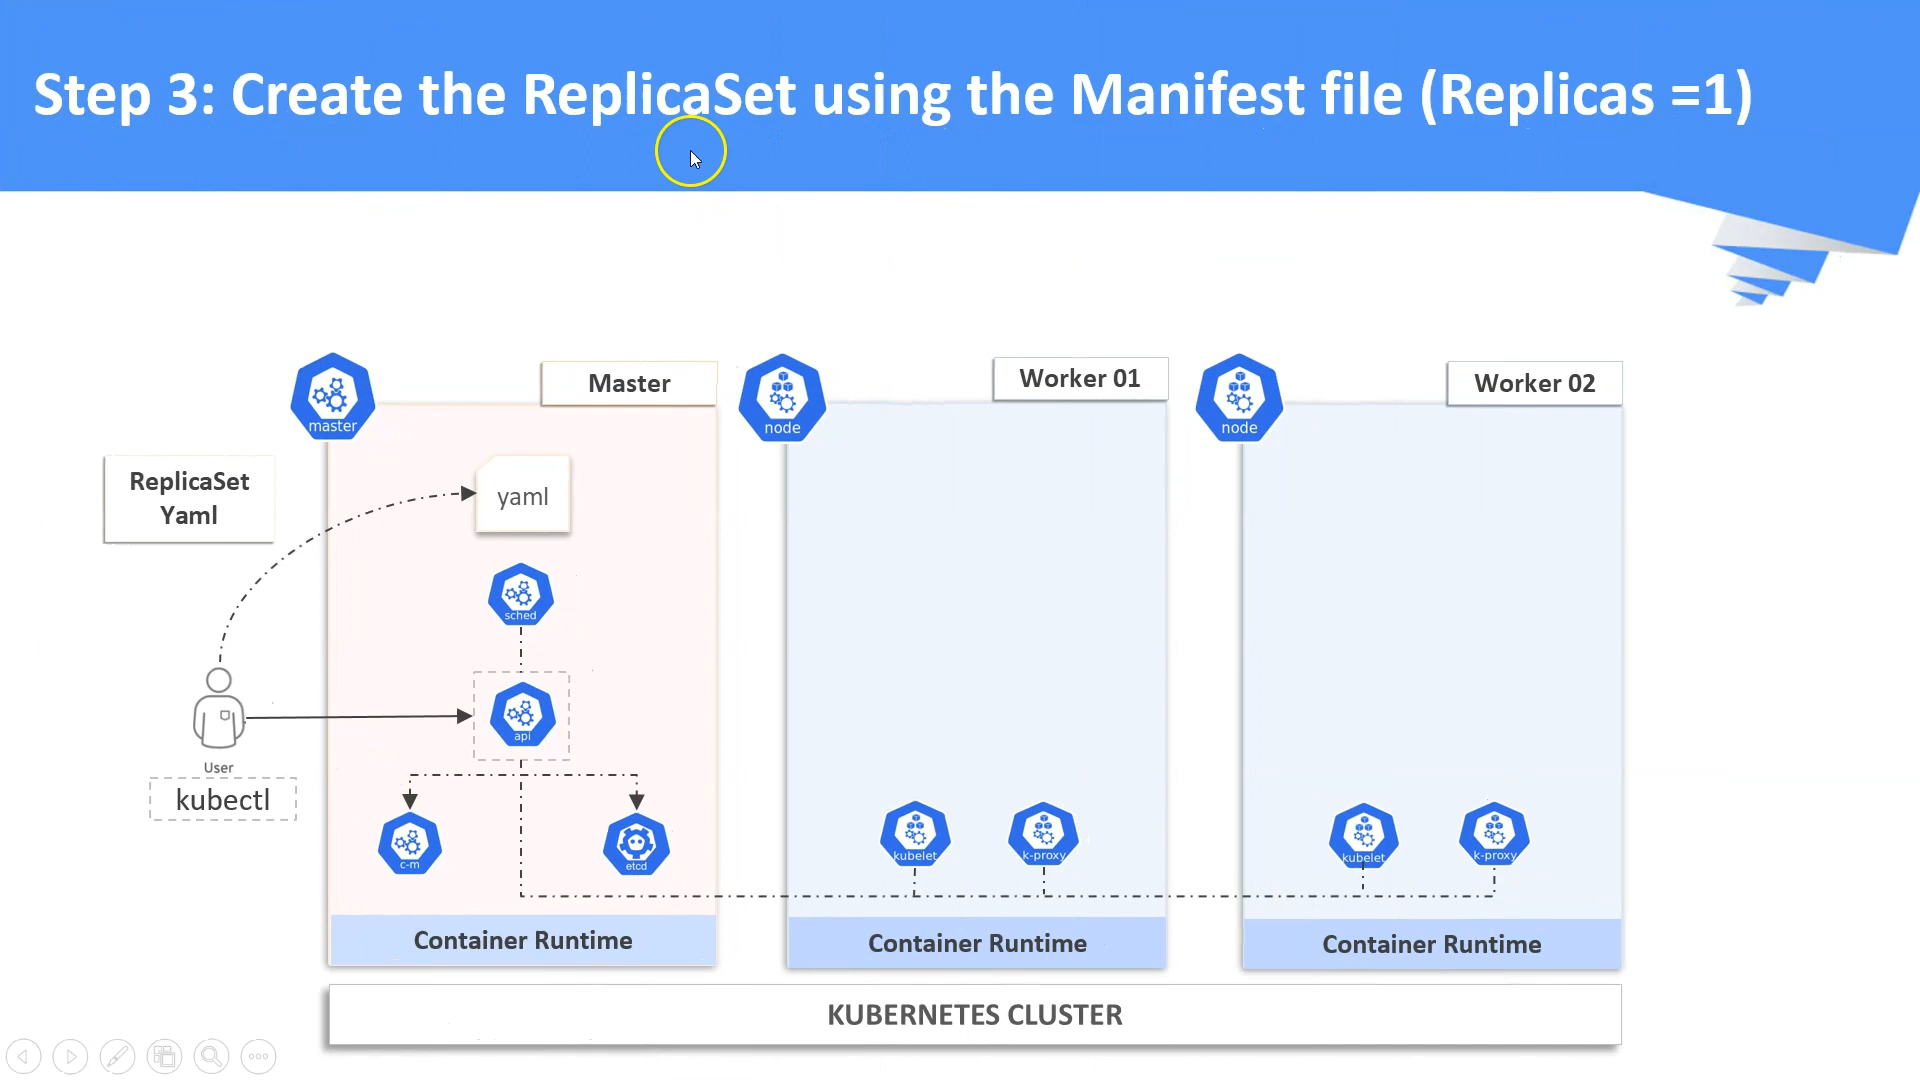 Step 3: Create the ReplicaSet using the Manifest file (Replicas =1)
master
Master
node
Worker 01
node
Worker 02
ReplicaSet
Yaml
yaml
sched
api
User
kubectl
c-m
etcd
kubelet
k-proxy
kubelet
k-proxy
Container Runtime
Container Runtime
Container Runtime
KUBERNETES CLUSTER